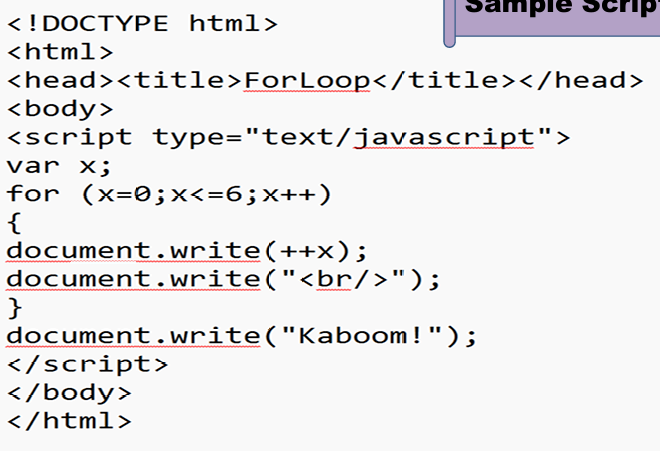 Sample Script
<!DOCTYPE html>
<html>
<head><title>ForLoop</title></head>
<body>
<script type="text/javascript">
var x;
for (x=0;x<=6;x++)
{
document.write(++x);
document.write("<br/>");
}
document.write("Kaboom!");
</script>
</body>
</html>